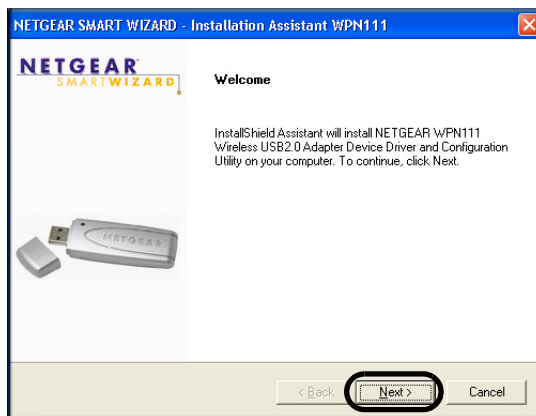 NETGEAR SMART WIZARD - Installation Assistant WPN111
NETGEAR
SMARTWIZARD
Welcome
InstallShield Assistant will install NETGEAR WPN111
Wireless USB2.0 Adapter Device Driver and Configuration
Utility on your computer. To continue, click Next.
NETGEAR
< Back
Next >
Cancel